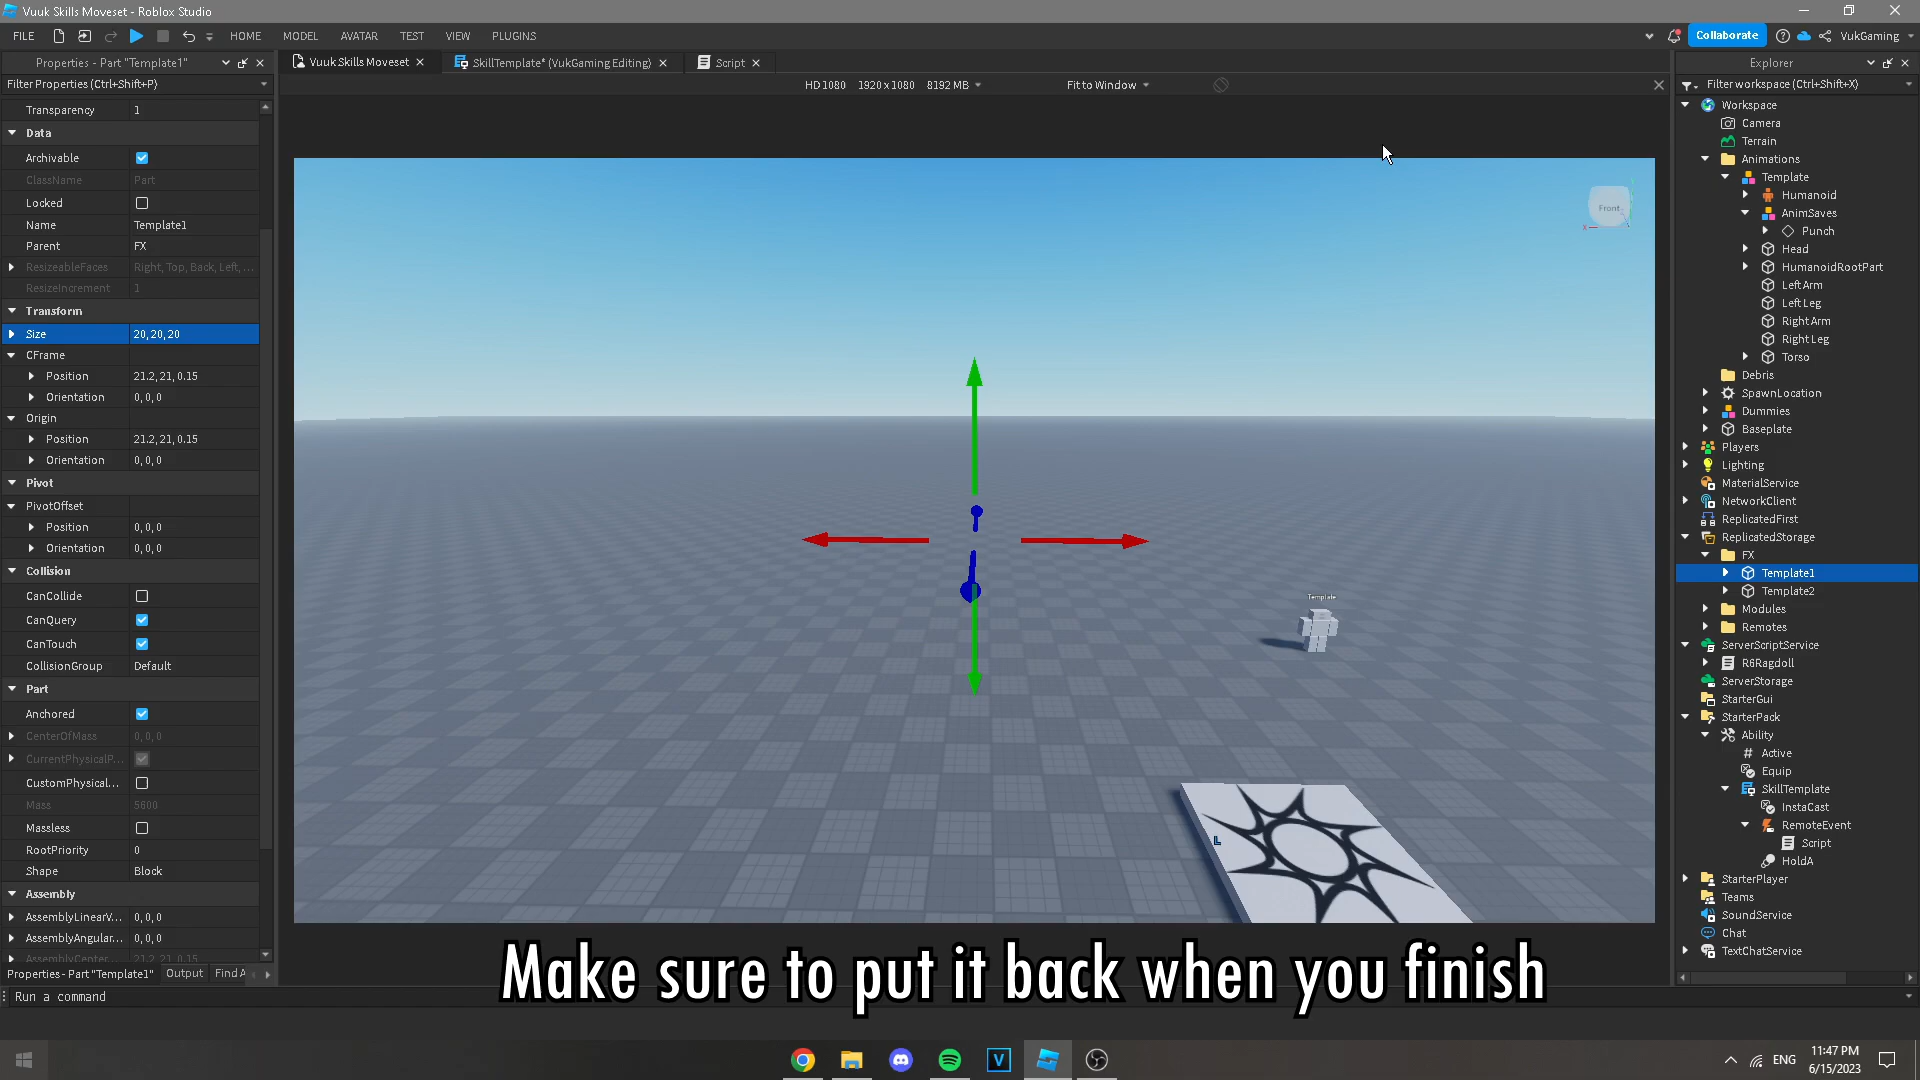 Vuuk Skills Moveset - Roblox Studio
FILE HOME MODEL AVATAR TEST VIEW PLUGINS
Collaborate VukGaming
Properties - Part "Template1"
Filter Properties (Ctrl+Shift+P)
Transparency 1
Data
Archivable
ClassName Part
Locked
Name Template1
Parent FX
ResizeableFaces Right, Top, Back, Left, ...
ResizeIncrement 1
Transform
Size 20, 20, 20
CFrame
Position 21.2, 21, 0.15
Orientation 0, 0, 0
Origin
Position 21.2, 21, 0.15
Orientation 0, 0, 0
Pivot
PivotOffset
Position 0, 0, 0
Orientation 0, 0, 0
Collision
CanCollide
CanQuery
CanTouch
CollisionGroup Default
Part
Anchored
CenterOfMass 0, 0, 0
CurrentPhysicalP...
CustomPhysical...
Mass 5600
Massless
RootPriority 0
Shape Block
Assembly
AssemblyLinearV... 0, 0, 0
AssemblyAngular... 0, 0, 0
AssemblyCenter... 21.2, 21, 0.15
Properties - Part "Template1" Output Find A
Run a command
Vuuk Skills Moveset SkillTemplate* (VukGaming Editing) Script
HD 1080 1920 x 1080 8192 MB Fit to Window
Front
X
Template
L
Explorer
Filter workspace (Ctrl+Shift+X)
Workspace
Camera
Terrain
Animations
Template
Humanoid
AnimSaves
Punch
Head
HumanoidRootPart
Left Arm
Left Leg
Right Arm
Right Leg
Torso
Debris
SpawnLocation
Dummies
Baseplate
Players
Lighting
MaterialService
NetworkClient
ReplicatedFirst
ReplicatedStorage
FX
Template1
Template2
Modules
Remotes
ServerScriptService
R6Ragdoll
ServerStorage
StarterGui
StarterPack
Ability
Active
Equip
SkillTemplate
InstaCast
RemoteEvent
Script
HoldA
StarterPlayer
Teams
SoundService
Chat
TextChatService
Make sure to put it back when you finish
ENG
11:47 PM
6/15/2023